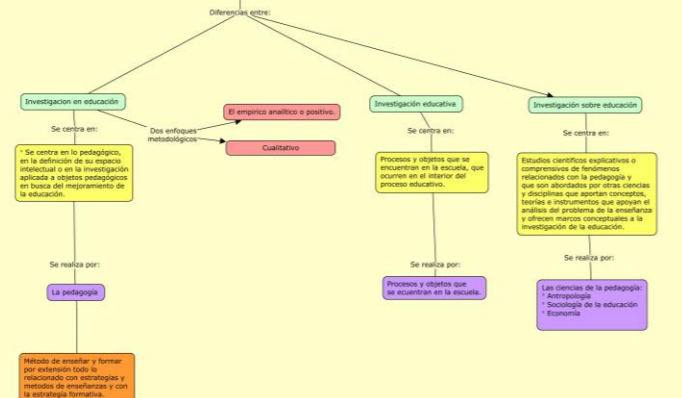 Diferencias entre:
Investigacion en educación
El empirico analítico o positivo.
Investigación educativa
Investigación sobre educación
Se centra en:
Dos enfoques
metodológicos
Cualitativo
Se centra en:
Se centra en:
* Se centra en lo pedagógico,
en la definición de su espacio
intelectual o en la investigación
aplicada a objetos pedagógicos
en busca del mejoramiento de
la educación.
Procesos y objetos que se
encuentran en la escuela, que
ocurren en el interior del
proceso educativo.
Estudios científicos explicativos o
comprensivos de fenómenos
relacionados con la pedagogía y
que son abordados por otras ciencias
y disciplinas que aportan conceptos,
teorías e instrumentos que apoyan el
análisis del problema de la enseñanza
y ofrecen marcos conceptuales a la
investigación de la educación.
Se realiza por:
Se realiza por:
Se realiza por:
La pedagogía
Procesos y objetos que
se ecuentran en la escuela.
Las ciencias de la pedagogía:
* Antropología
* Sociología de la educación
* Economía
Método de enseñar y formar
por extensión todo lo
relacionado con estrategias y
metodos de enseñanzas y con
la estrategia formativa.